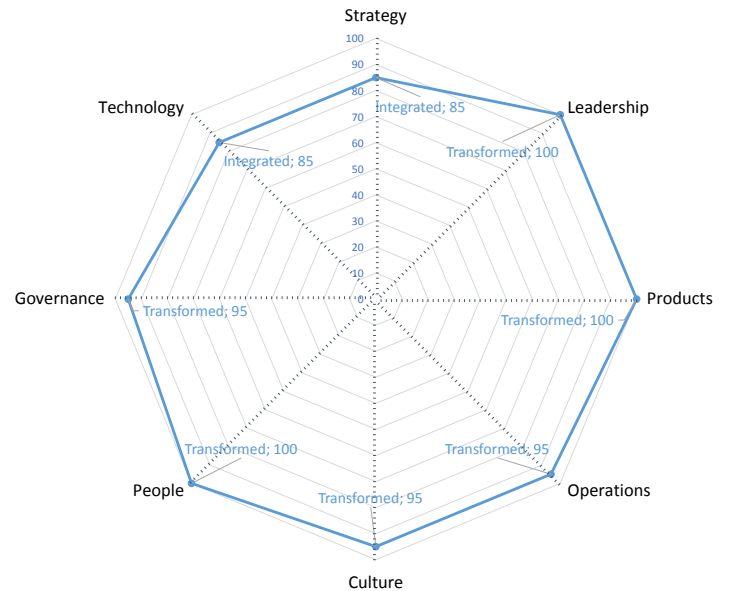 Strategy
100
90
80
70
60
50
40
30
20
10
0
Integrated; 85
Leadership
Transformed; 100
Products
Transformed; 100
Operations
Transformed; 95
Culture
Transformed; 95
People
Transformed; 100
Governance
Transformed; 95
Technology
Integrated; 85